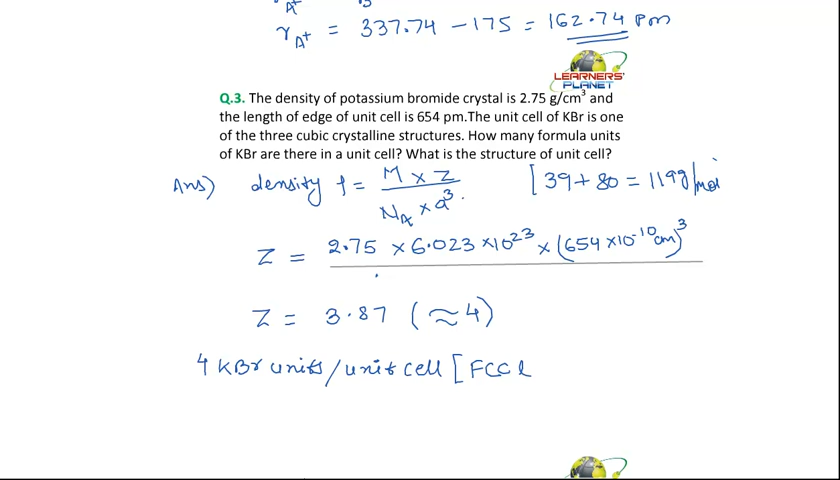 r A+ = 337.74 - 175 = 162.74 Pm
LEARNERS' PLANET
Q.3. The density of potassium bromide crystal is 2.75 g/cm³ and
the length of edge of unit cell is 654 pm.The unit cell of KBr is one
of the three cubic crystalline structures. How many formula units
of KBr are there in a unit cell? What is the structure of unit cell?
Ans) density ρ = M × Z / N_A × a³. [39 + 80 = 119g/mol
Z = 2.75 × 6.023 × 10²³ × (654 × 10⁻¹⁰ cm)³
Z = 3.87 (≈ 4)
4 KBr units/unit cell [FCC